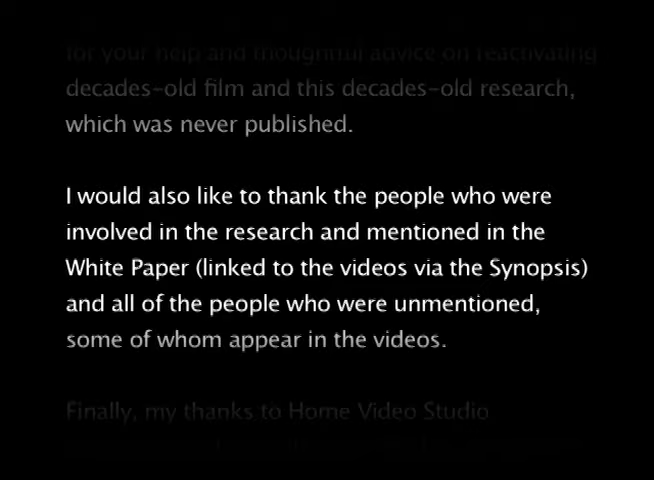 for your help and thoughtful advice on reactivating
decades-old film and this decades-old research,
which was never published.
I would also like to thank the people who were
involved in the research and mentioned in the
White Paper (linked to the videos via the Synopsis)
and all of the people who were unmentioned,
some of whom appear in the videos.
Finally, my thanks to Home Video Studio